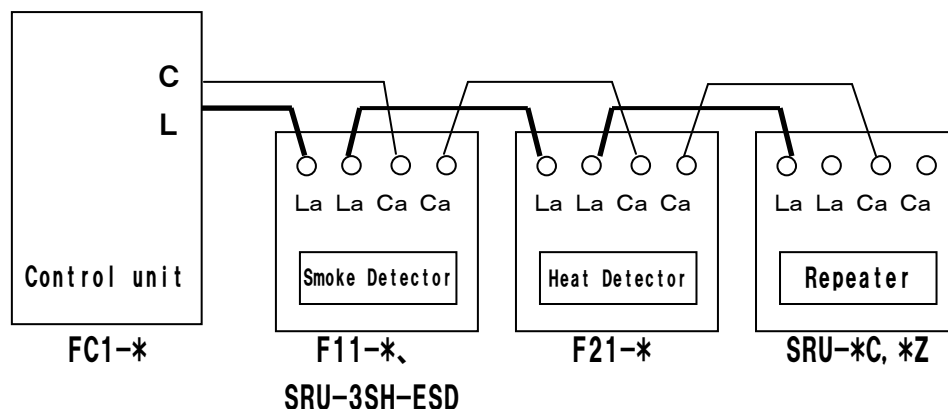 C
L
La La Ca Ca
La La Ca Ca
La La Ca Ca
Control unit
Smoke Detector
Heat Detector
Repeater
FC1-*
F11-*、
SRU-3SH-ESD
F21-*
SRU-*C, *Z